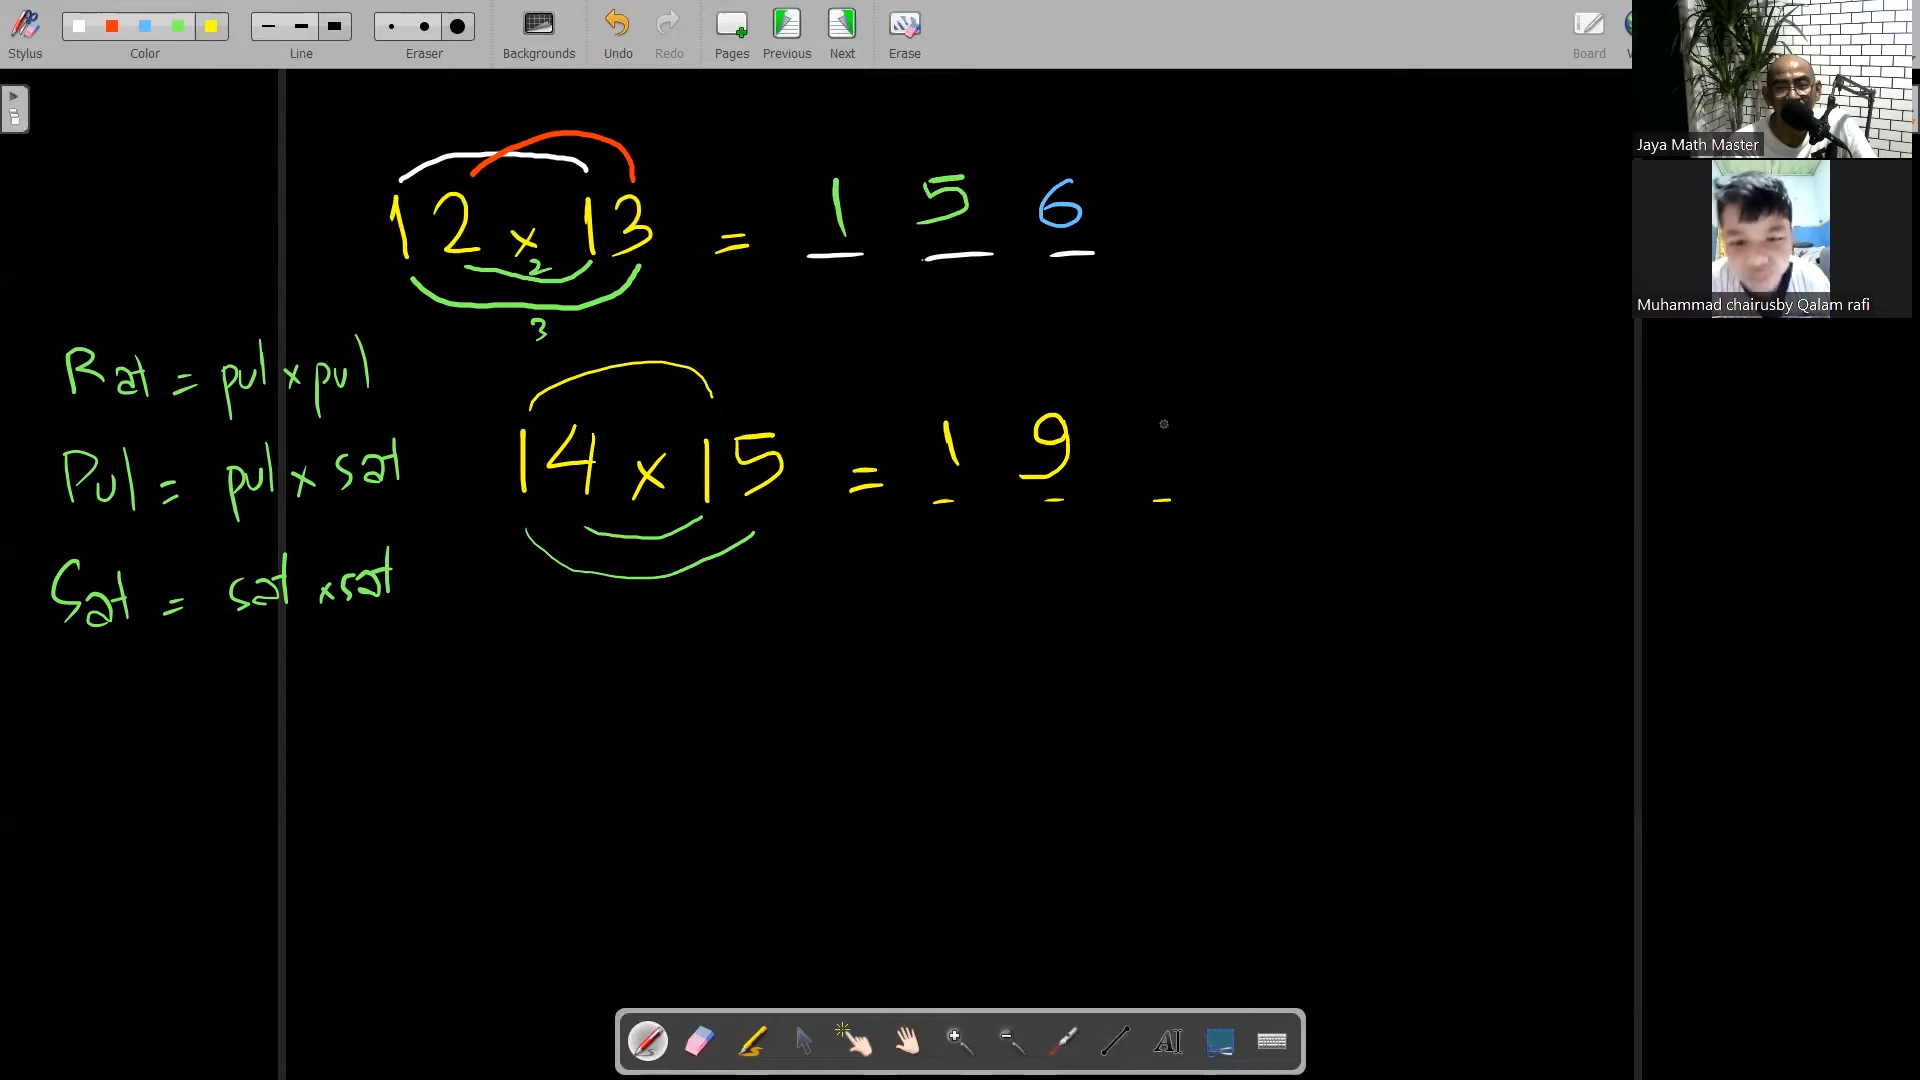 Stylus Color Line Eraser Backgrounds Undo Redo Pages Previous Next Erase Board
Jaya Math Master
Muhammad chairusby Qalam rafi
12 x 13 = 1 5 6
2
3
Rat = pul x pul
Pul = pul x sat
Sat = sat x sat
14 x 15 = 1 9